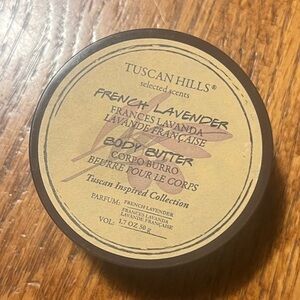 TUSCAN HILLS®
selected scents
FRENCH LAVENDER
FRANCES LAVANDA
LAVANDE FRANÇAISE
BODY BUTTER
CORPO BURRO
BEURRE POUR LE CORPS
Tuscan Inspired Collection
PARFUM: FRENCH LAVENDER
FRANCES LAVANDA
LAVANDE FRANÇAISE
VOL: 1.7 OZ 50 g